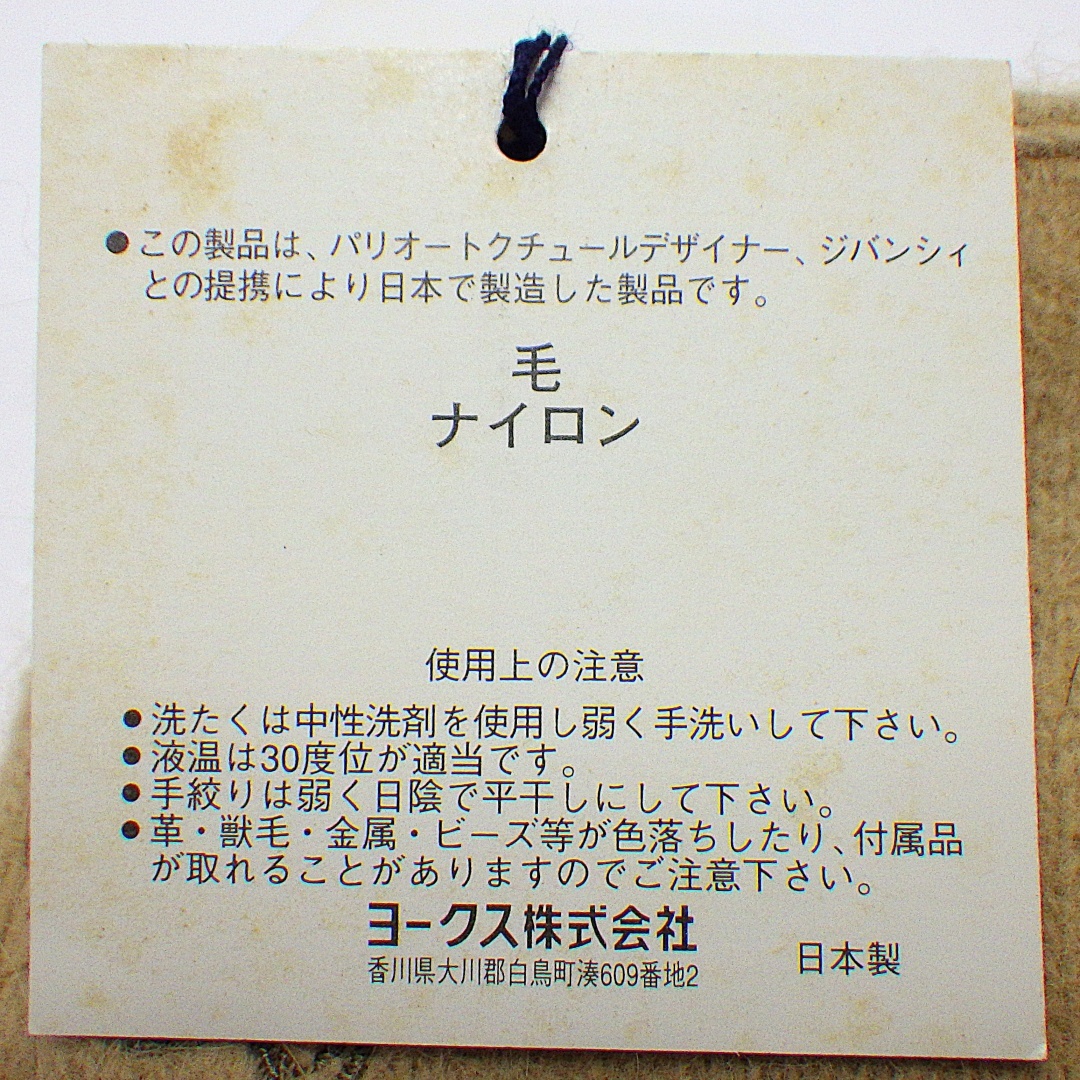 ●この製品は、パリオートクチュールデザイナー、ジバンシィ
との提携により日本で製造した製品です。
毛
ナイロン
使用上の注意
●洗たくは中性洗剤を使用し弱く手洗いして下さい。
●液温は30度位が適当です。
●手絞りは弱く日陰で平干しにして下さい。
●革・獣毛・金属・ビーズ等が色落ちしたり、付属品
が取れることがありますのでご注意下さい。
ヨークス株式会社
香川県大川郡白鳥町湊609番地2
日本製